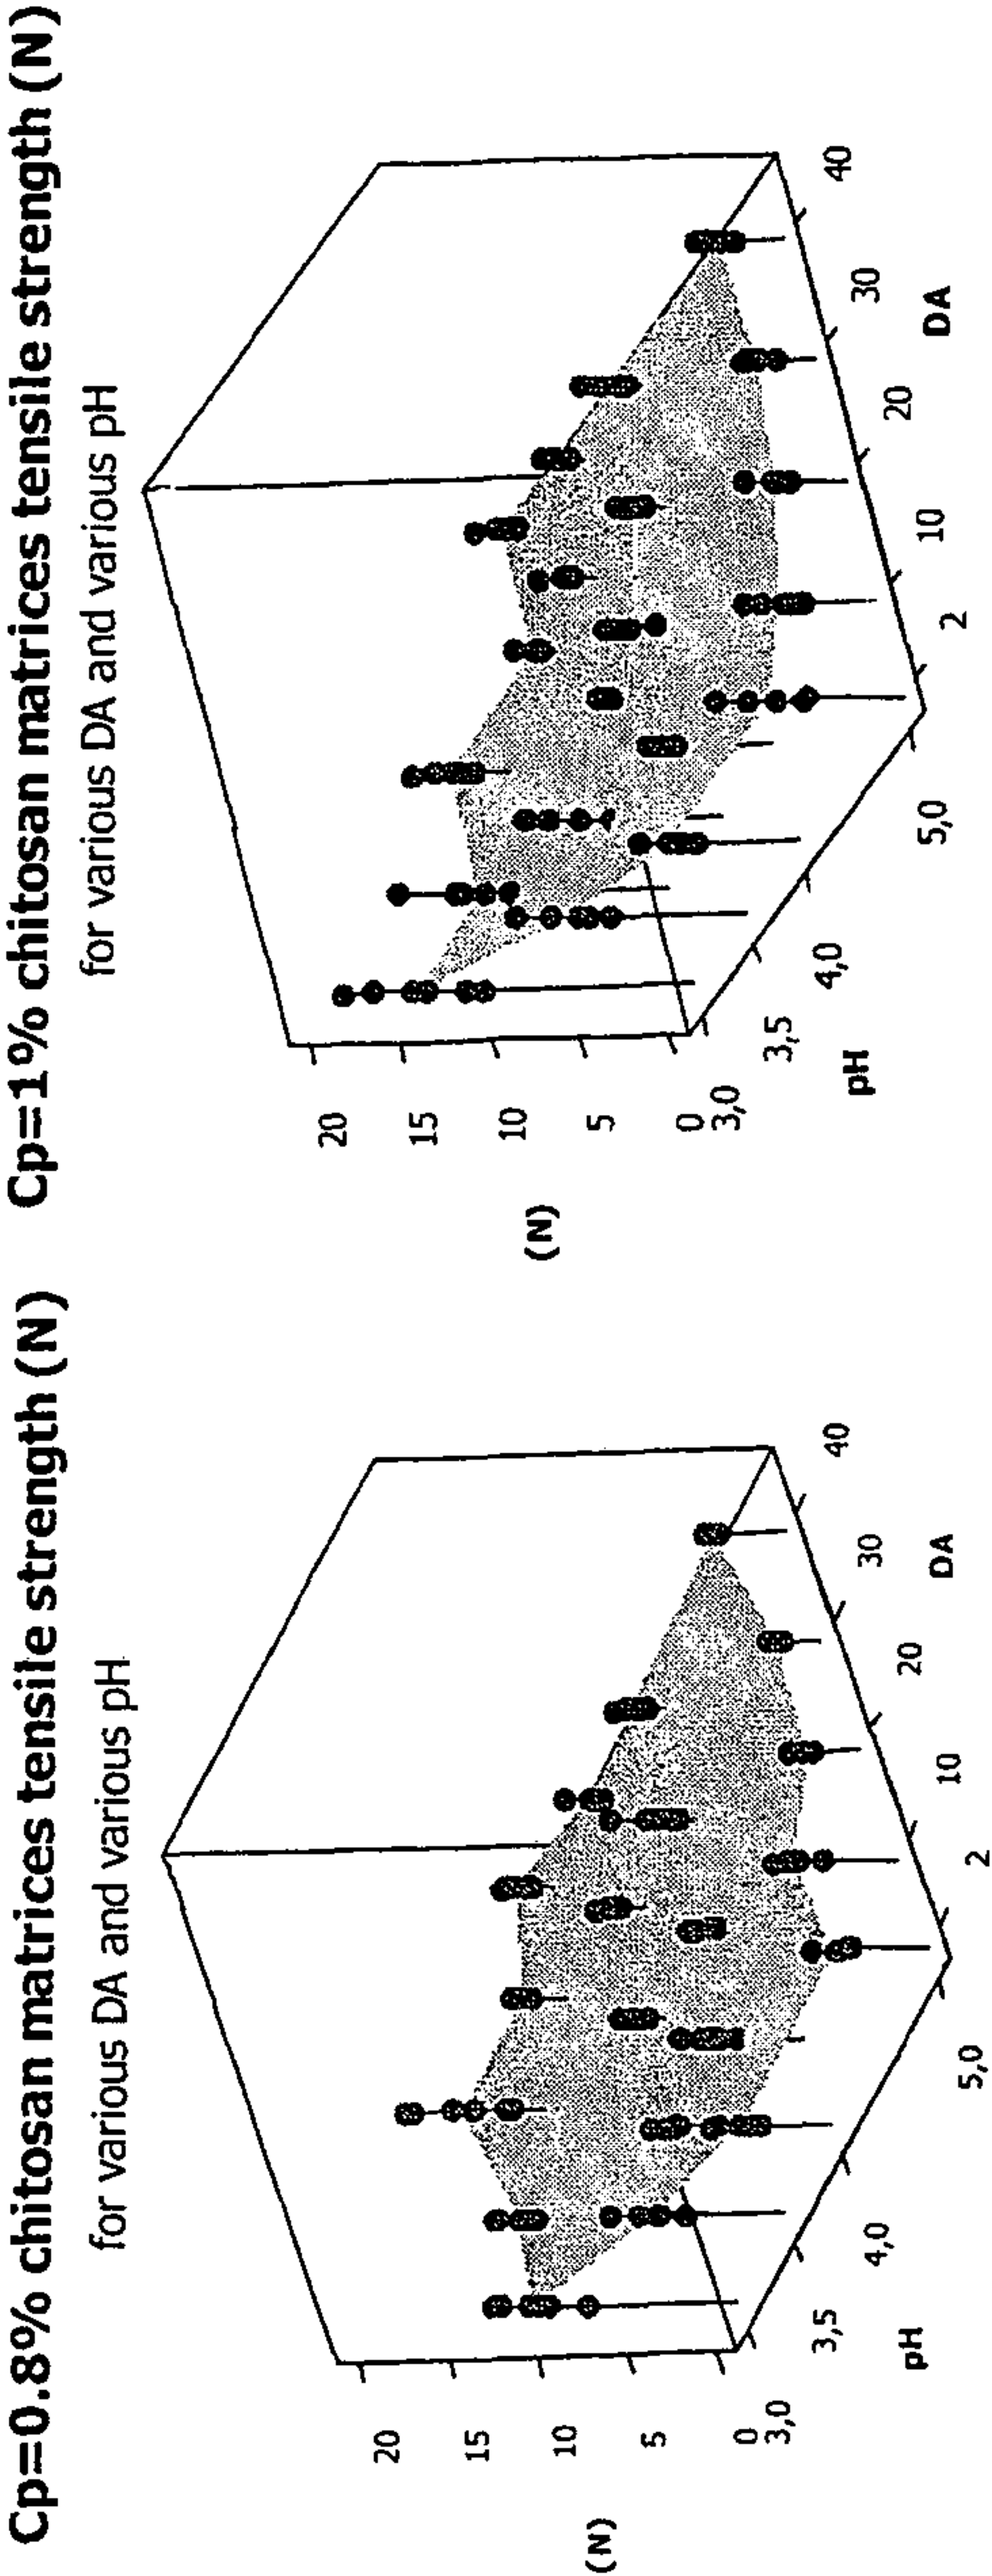 Cp=0.8% chitosan matrices tensile strength (N)
for various DA and various pH
(N)
20
15
10
5
0
3,0
3,5
4,0
5,0
pH
2
10
20
30
40
DA
Cp=1% chitosan matrices tensile strength (N)
for various DA and various pH
(N)
20
15
10
5
0
3,0
3,5
4,0
5,0
pH
2
10
20
30
40
DA